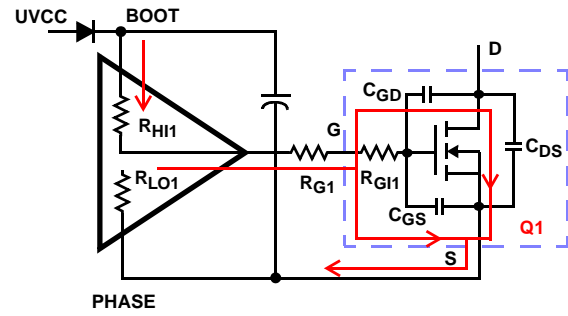 UVCC
BOOT
D
CGD
RHI1
G
CDS
RLO1
RG1
RGI1
CGS
Q1
S
PHASE